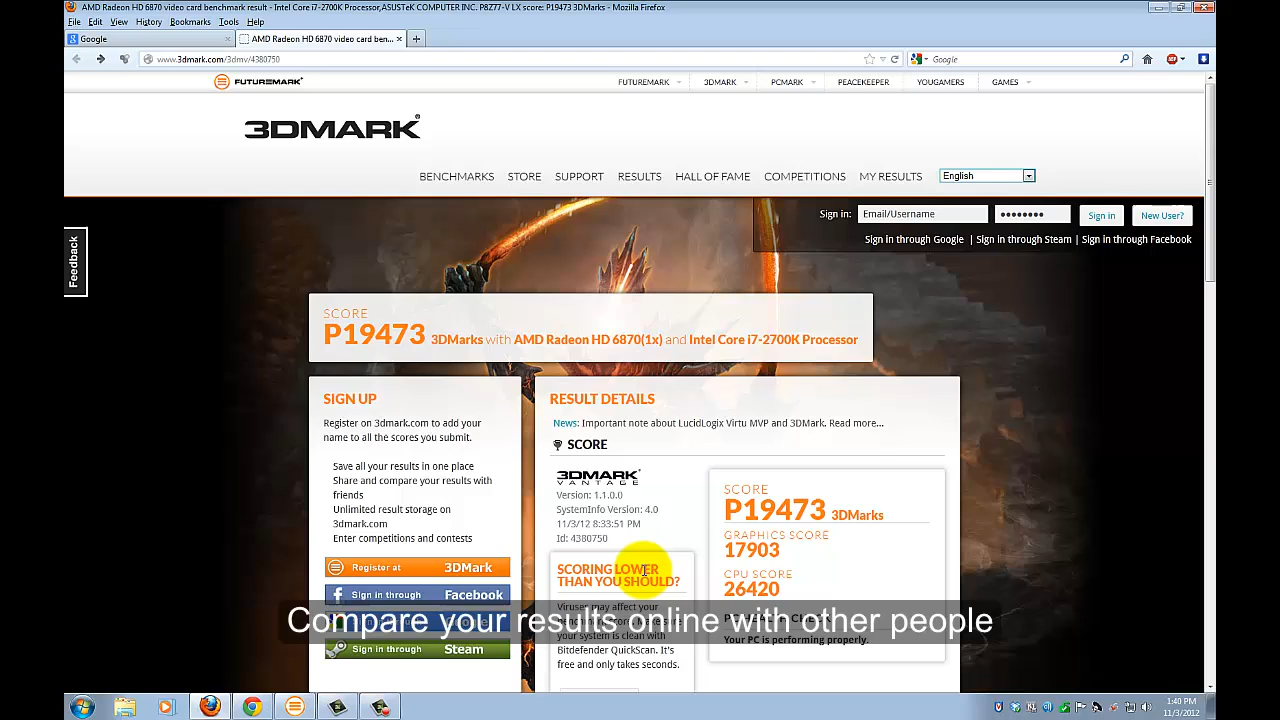 AMD Radeon HD 6870 video card benchmark result - Intel Core i7-2700K Processor,ASUSTeK COMPUTER INC. P8Z77-V LX score: P19473 3DMarks - Mozilla Firefox
File Edit View History Bookmarks Tools Help
Google AMD Radeon HD 6870 video card ben...
www.3dmark.com/3dmv/4380750 Google
FUTUREMARK FUTUREMARK 3DMARK PCMARK PEACEKEEPER YOUGAMERS GAMES
3DMARK
BENCHMARKS STORE SUPPORT RESULTS HALL OF FAME COMPETITIONS MY RESULTS English
Sign in: Email/Username Sign in New User?
Sign in through Google | Sign in through Steam | Sign in through Facebook
Feedback
SCORE
P19473 3DMarks with AMD Radeon HD 6870(1x) and Intel Core i7-2700K Processor
SIGN UP
Register on 3dmark.com to add your
name to all the scores you submit.
Save all your results in one place
Share and compare your results with
friends
Unlimited result storage on
3dmark.com
Enter competitions and contests
Register at 3DMark
Sign in through Facebook
Sign in through Steam
RESULT DETAILS
News: Important note about LucidLogix Virtu MVP and 3DMark. Read more...
SCORE
3DMARK
VANTAGE
Version: 1.1.0.0
SystemInfo Version: 4.0
11/3/12 8:33:51 PM
Id: 4380750
SCORING LOWER
THAN YOU SHOULD?
Viruses may affect your
your system is clean with
Bitdefender QuickScan. It's
free and only takes seconds.
SCORE
P19473 3DMarks
GRAPHICS SCORE
17903
CPU SCORE
26420
Your PC is performing properly.
Compare your results online with other people
1:40 PM
11/3/2012